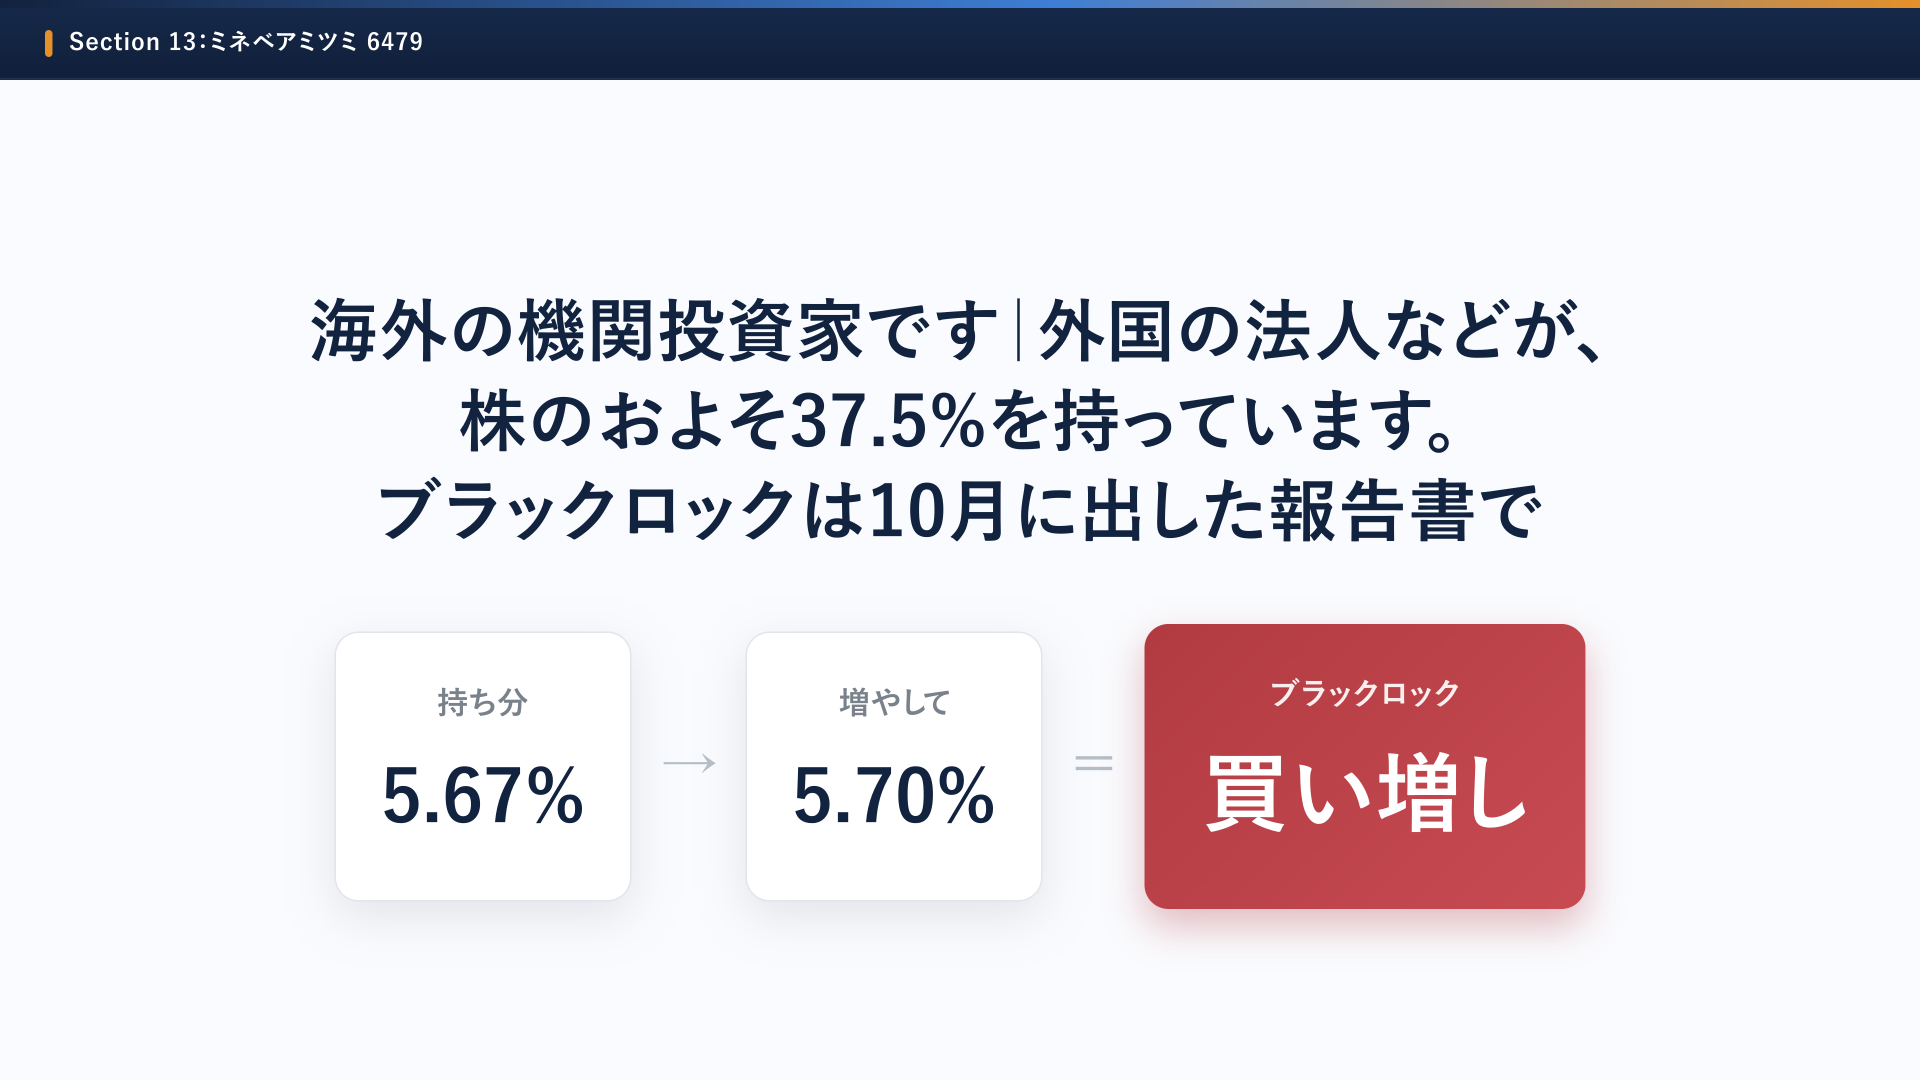 Section 13：ミネベアミツミ 6479
海外の機関投資家です｜外国の法人などが、
株のおよそ37.5%を持っています。
ブラックロックは10月に出した報告書で
持ち分
5.67%
→
増やして
5.70%
＝
ブラックロック
買い増し